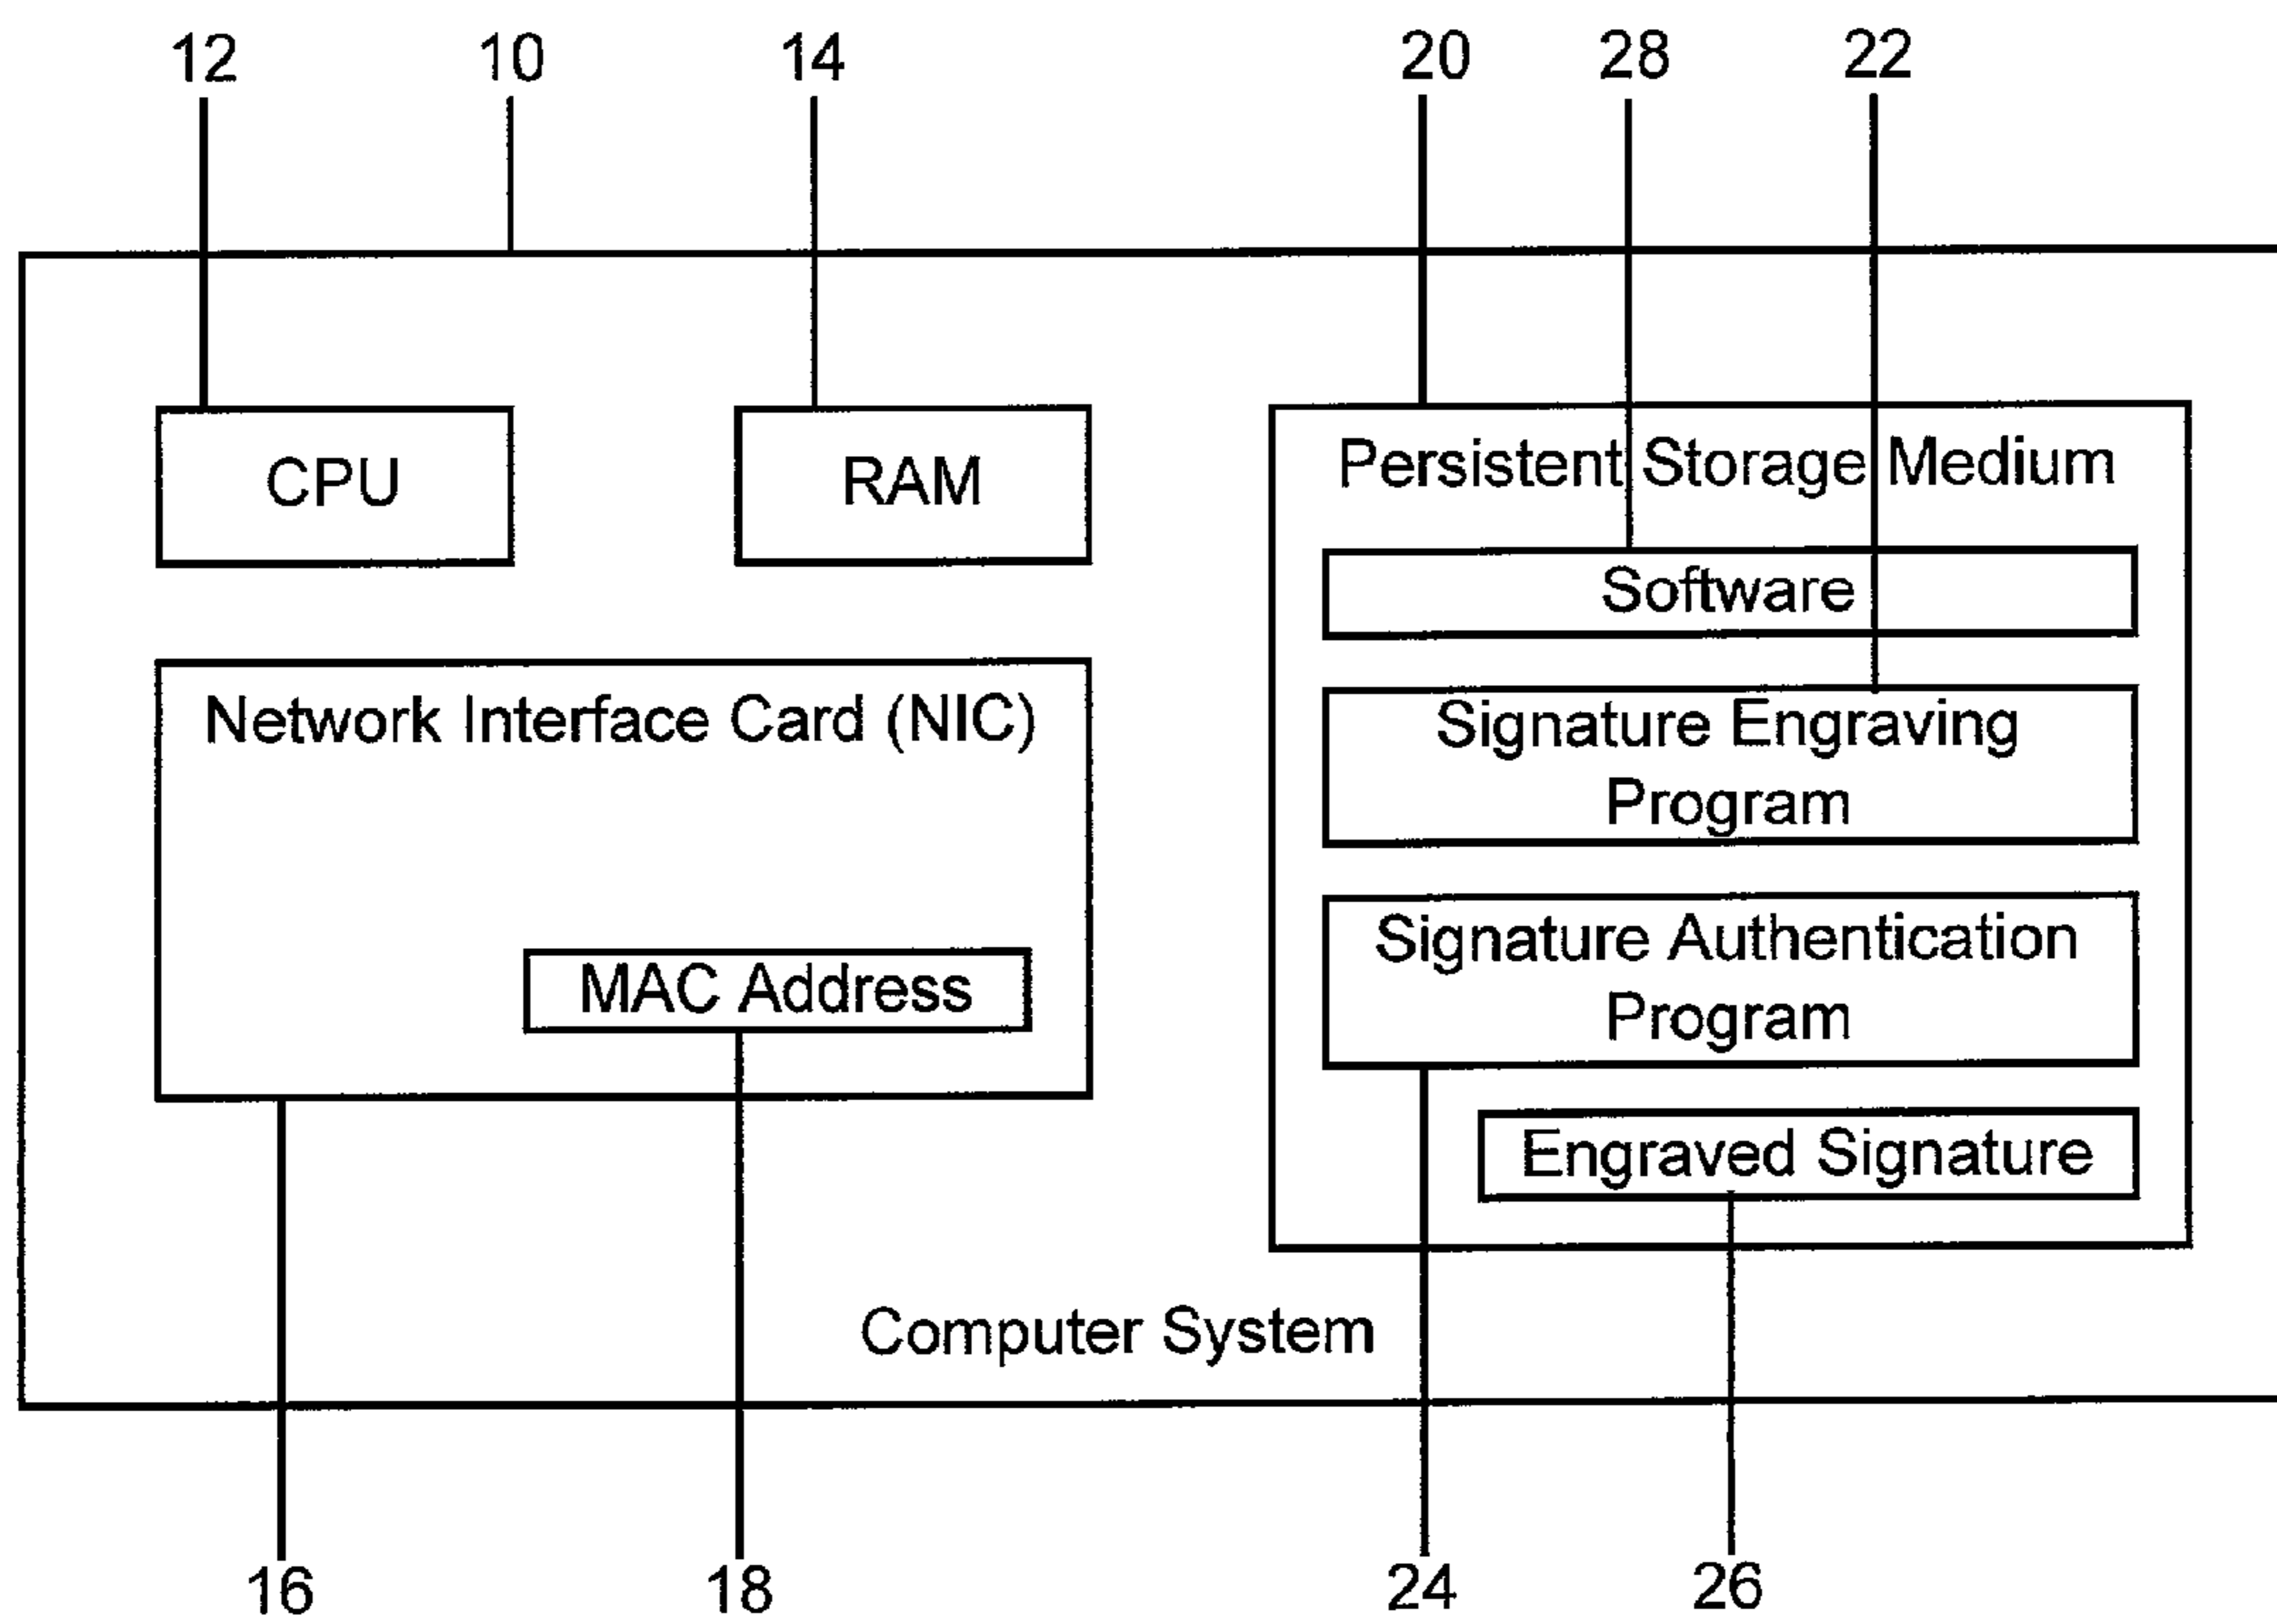 12 10 14 20 28 22
CPU
RAM
Network Interface Card (NIC)
MAC Address
Persistent Storage Medium
Software
Signature Engraving
Program
Signature Authentication
Program
Engraved Signature
Computer System
16 18 24 26